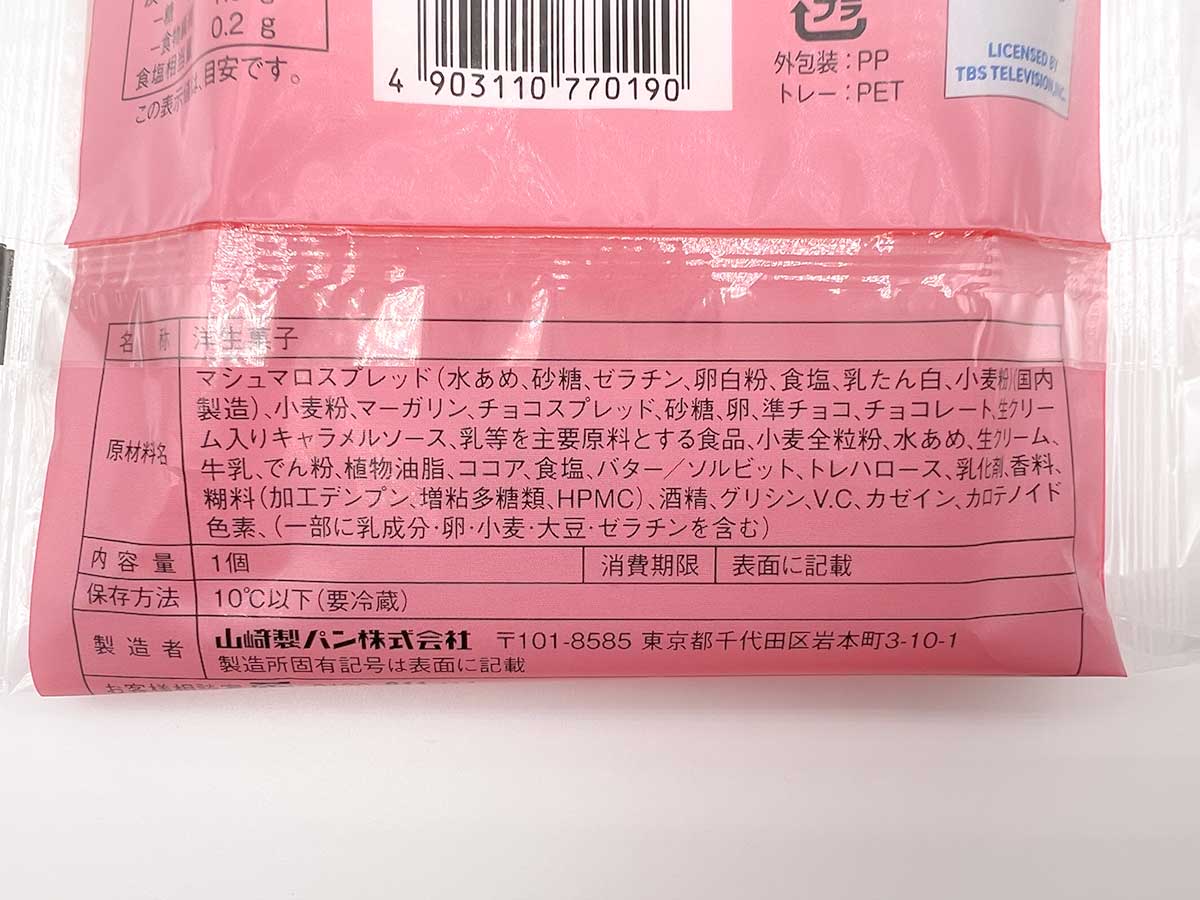 0.2 g
食塩相当量
この表示値は、目安です。
4 903110 770190
プラ
外包装：PP
トレー：PET
LICENSED BY
TBS TELEVISION, INC.
名 称 洋生菓子
原材料名
マシュマロスプレッド（水あめ、砂糖、ゼラチン、卵白粉、食塩、乳たん白、小麦粉）（国内
製造）、小麦粉、マーガリン、チョコスプレッド、砂糖、卵、準チョコ、チョコレート、生クリー
ム入りキャラメルソース、乳等を主要原料とする食品、小麦全粒粉、水あめ、生クリーム、
牛乳、でん粉、植物油脂、ココア、食塩、バター／ソルビット、トレハロース、乳化剤、香料、
糊料（加工デンプン、増粘多糖類、HPMC）、酒精、グリシン、V.C、カゼイン、カロテノイド
色素、（一部に乳成分・卵・小麦・大豆・ゼラチンを含む）
内容量 1個 消費期限 表面に記載
保存方法 10℃以下（要冷蔵）
製造者 山崎製パン株式会社 〒101-8585 東京都千代田区岩本町3-10-1
製造所固有記号は表面に記載